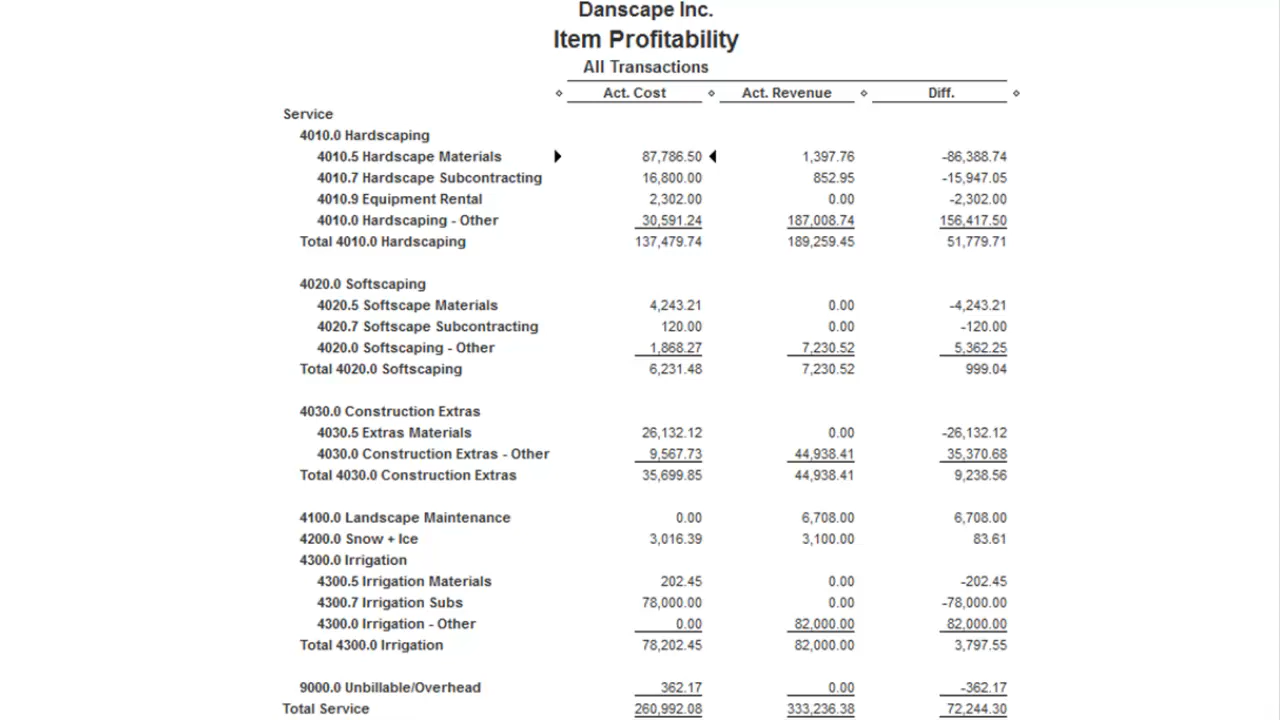 Danscape Inc.
Item Profitability
All Transactions
Act. Cost Act. Revenue Diff.
Service
4010.0 Hardscaping
4010.5 Hardscape Materials 87,786.50 1,397.76 -86,388.74
4010.7 Hardscape Subcontracting 16,800.00 852.95 -15,947.05
4010.9 Equipment Rental 2,302.00 0.00 -2,302.00
4010.0 Hardscaping - Other 30,591.24 187,008.74 156,417.50
Total 4010.0 Hardscaping 137,479.74 189,259.45 51,779.71
4020.0 Softscaping
4020.5 Softscape Materials 4,243.21 0.00 -4,243.21
4020.7 Softscape Subcontracting 120.00 0.00 -120.00
4020.0 Softscaping - Other 1,868.27 7,230.52 5,362.25
Total 4020.0 Softscaping 6,231.48 7,230.52 999.04
4030.0 Construction Extras
4030.5 Extras Materials 26,132.12 0.00 -26,132.12
4030.0 Construction Extras - Other 9,567.73 44,938.41 35,370.68
Total 4030.0 Construction Extras 35,699.85 44,938.41 9,238.56
4100.0 Landscape Maintenance 0.00 6,708.00 6,708.00
4200.0 Snow + Ice 3,016.39 3,100.00 83.61
4300.0 Irrigation
4300.5 Irrigation Materials 202.45 0.00 -202.45
4300.7 Irrigation Subs 78,000.00 0.00 -78,000.00
4300.0 Irrigation - Other 0.00 82,000.00 82,000.00
Total 4300.0 Irrigation 78,202.45 82,000.00 3,797.55
9000.0 Unbillable/Overhead 362.17 0.00 -362.17
Total Service 260,992.08 333,236.38 72,244.30